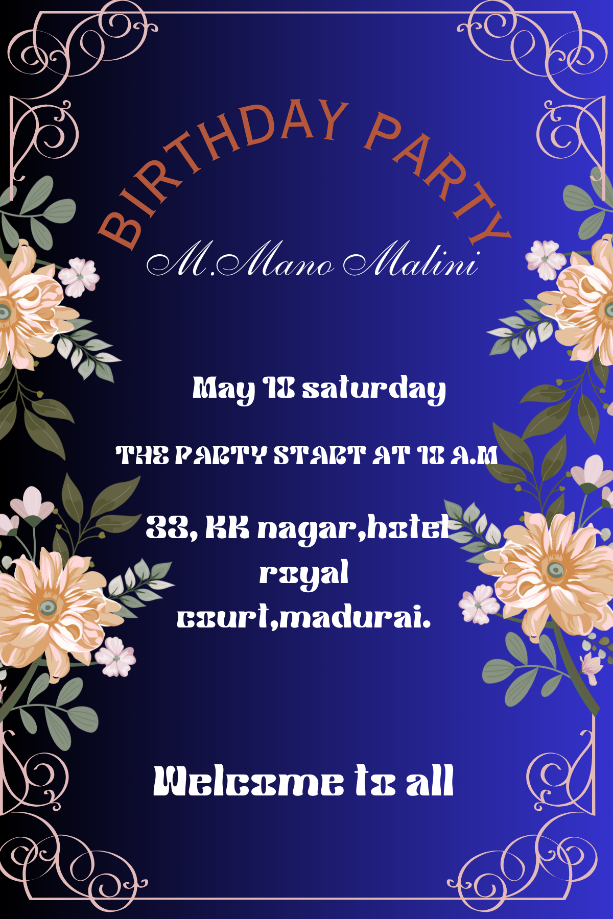 BIRTHDAY PARTY
M.Mano Malini
May 10 saturday
THE PARTY START AT 10 A.M
33, KK nagar,hotel
royal
court,madurai.
Welcome to all